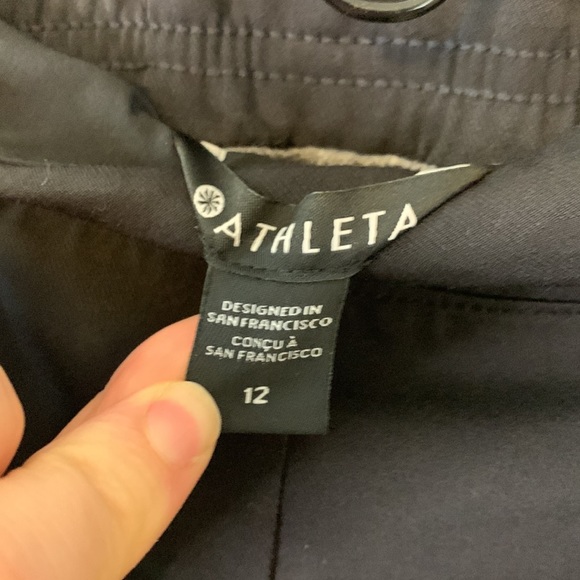 ATHLETA
DESIGNED IN
SAN FRANCISCO
CONÇU À
SAN FRANCISCO
12